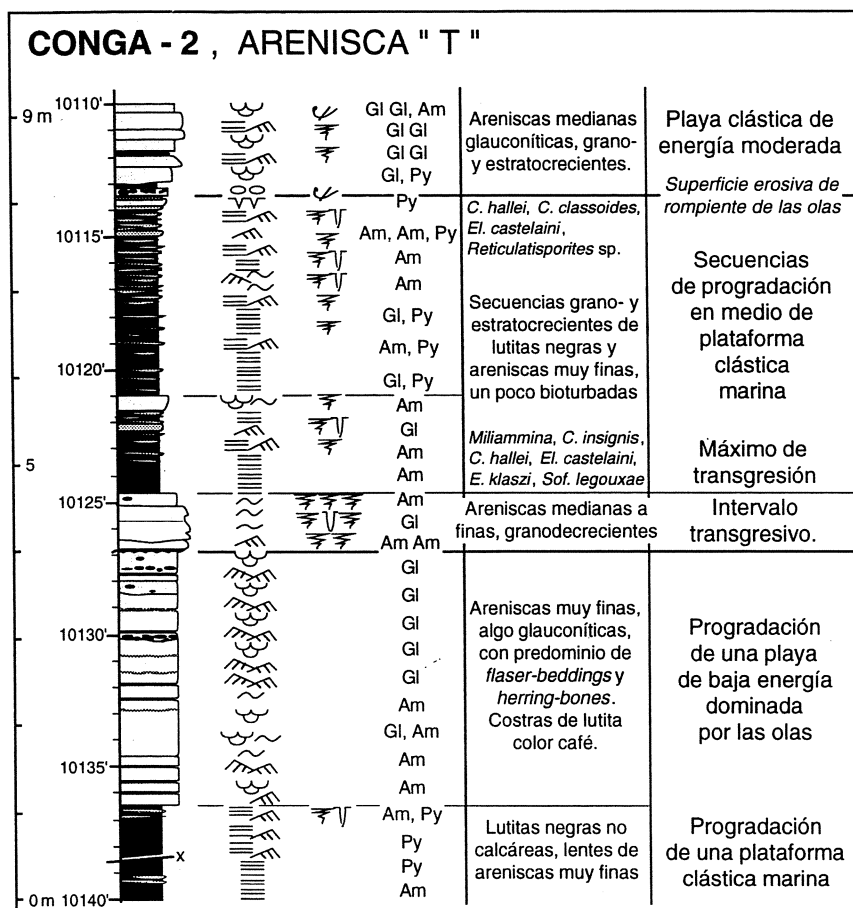 CONGA - 2 , ARENISCA " T "
9 m
5
0 m
10110'
10115'
10120'
10125'
10130'
10135'
10140'
x
Gl Gl, Am
Gl Gl
Gl Gl
Gl, Py
Py
Am, Am, Py
Am
Am
Gl, Py
Am, Py
Gl, Py
Am
Gl
Am
Am
Am
Gl
Am Am
Gl
Gl
Gl
Gl
Gl
Am
Gl, Am
Am
Am
Am, Py
Py
Py
Am
Areniscas medianas
glauconíticas, grano-
y estratocrecientes.
C. hallei, C. classoides,
El. castelaini,
Reticulatisporites sp.
Secuencias grano- y
estratocrecientes de
lutitas negras y
areniscas muy finas,
un poco bioturbadas
Miliammina, C. insignis,
C. hallei, El. castelaini,
E. klaszi, Sof. legouxae
Areniscas medianas a
finas, granodecrecientes
Areniscas muy finas,
algo glauconíticas,
con predominio de
flaser-beddings y
herring-bones.
Costras de lutita
color café.
Lutitas negras no
calcáreas, lentes de
areniscas muy finas
Playa clástica de
energía moderada
Superficie erosiva de
rompiente de las olas
Secuencias
de progradación
en medio de
plataforma
clástica
marina
Máximo de
transgresión
Intervalo
transgresivo.
Progradación
de una playa
de baja energía
dominada
por las olas
Progradación
de una plataforma
clástica marina